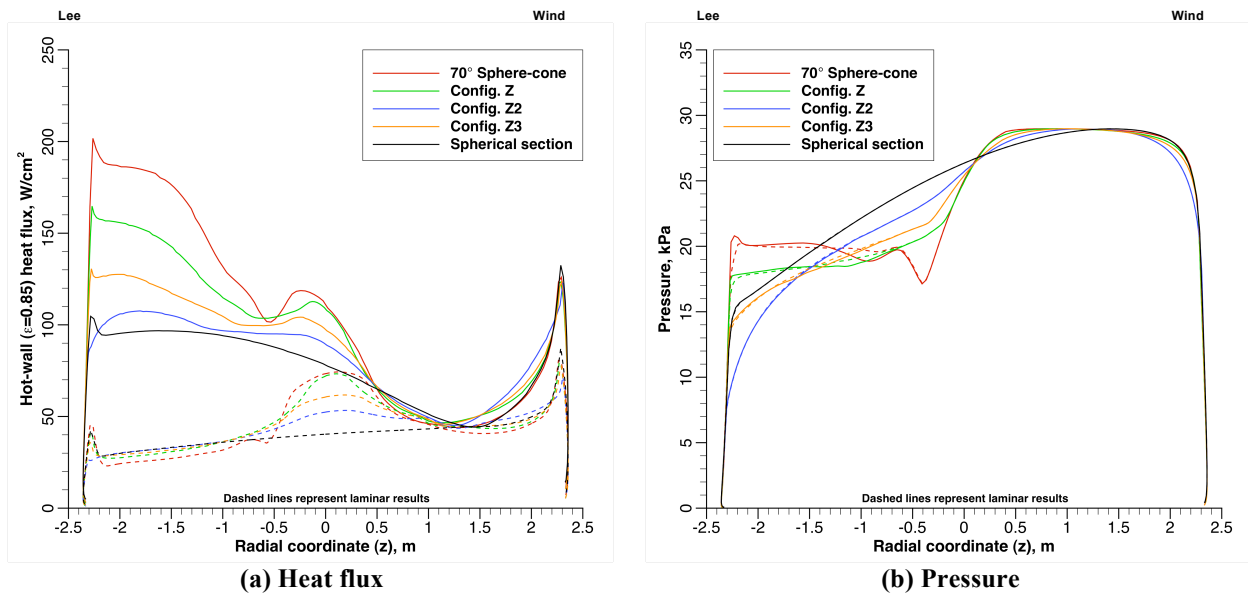 Lee
Wind
250
200
150
100
50
0
Hot-wall (ε=0.85) heat flux, W/cm²
70° Sphere-cone
Config. Z
Config. Z2
Config. Z3
Spherical section
Dashed lines represent laminar results
-2.5 -2 -1.5 -1 -0.5 0 0.5 1 1.5 2 2.5
Radial coordinate (z), m
(a) Heat flux
Lee
Wind
35
30
25
20
15
10
5
0
Pressure, kPa
70° Sphere-cone
Config. Z
Config. Z2
Config. Z3
Spherical section
Dashed lines represent laminar results
-2.5 -2 -1.5 -1 -0.5 0 0.5 1 1.5 2 2.5
Radial coordinate (z), m
(b) Pressure